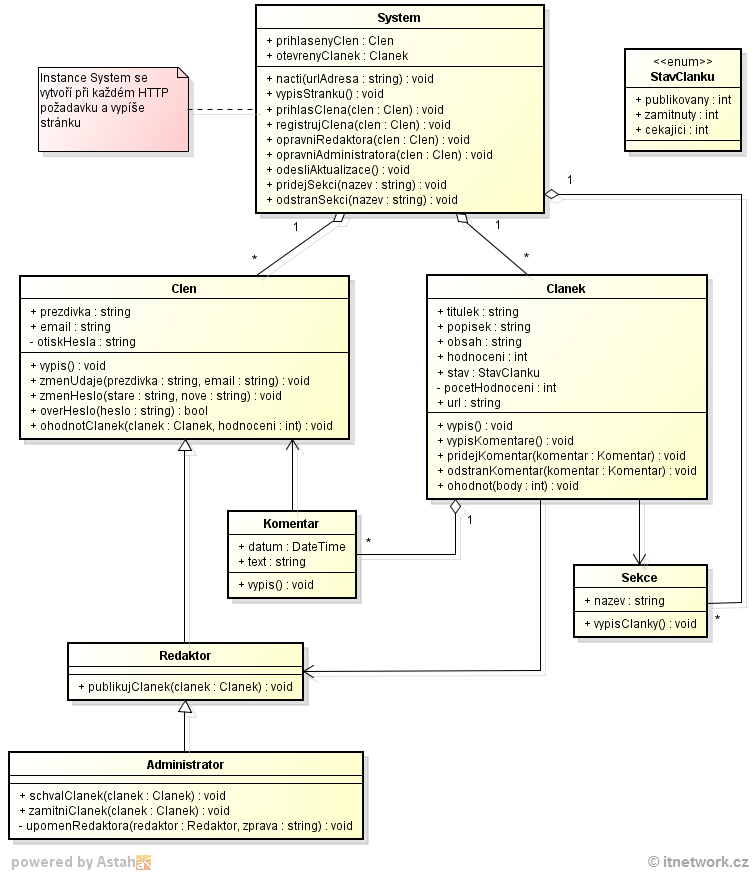 System
+ prihlasenyClen : Clen
+ otevrenyClanek : Clanek
+ nacti(urlAdresa : string) : void
+ vypisStranku() : void
+ prihlasClena(clen : Clen) : void
+ registrujClena(clen : Clen) : void
+ opravniRedaktora(clen : Clen) : void
+ opravniAdministratora(clen : Clen) : void
+ odesliAktualizace() : void
+ pridejSekci(nazev : string) : void
+ odstranSekci(nazev : string) : void
Instance System se
vytvoří při každém HTTP
požadavku a vypíše
stránku
<<enum>>
StavClanku
+ publikovany : int
+ zamitnuty : int
+ cekajici : int
1
1
1
*
*
Clen
+ prezdivka : string
+ email : string
- otiskHesla : string
+ vypis() : void
+ zmenUdaje(prezdivka : string, email : string) : void
+ zmenHeslo(stare : string, nove : string) : void
+ overHeslo(heslo : string) : bool
+ ohodnotClanek(clanek : Clanek, hodnoceni : int) : void
Clanek
+ titulek : string
+ popisek : string
+ obsah : string
+ hodnoceni : int
+ stav : StavClanku
- pocetHodnoceni : int
+ url : string
+ vypis() : void
+ vypisKomentare() : void
+ pridejKomentar(komentar : Komentar) : void
+ odstranKomentar(komentar : Komentar) : void
+ ohodnot(body : int) : void
Komentar
+ datum : DateTime
+ text : string
+ vypis() : void
*
1
Sekce
+ nazev : string
+ vypisClanky() : void
*
Redaktor
+ publikujClanek(clanek : Clanek) : void
Administrator
+ schvalClanek(clanek : Clanek) : void
+ zamitniClanek(clanek : Clanek) : void
- upomenRedaktora(redaktor : Redaktor, zprava : string) : void
powered by Astah
© itnetwork.cz